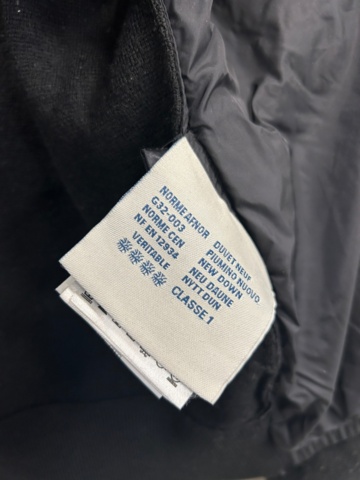 NORME AFNOR
G32-003
NORME CEN
NF EN 12934
VERITABLE
DUVET NEUF
PIUMINO NUOVO
NEW DOWN
NEU DAUNE
NYTT DUN
CLASSE 1